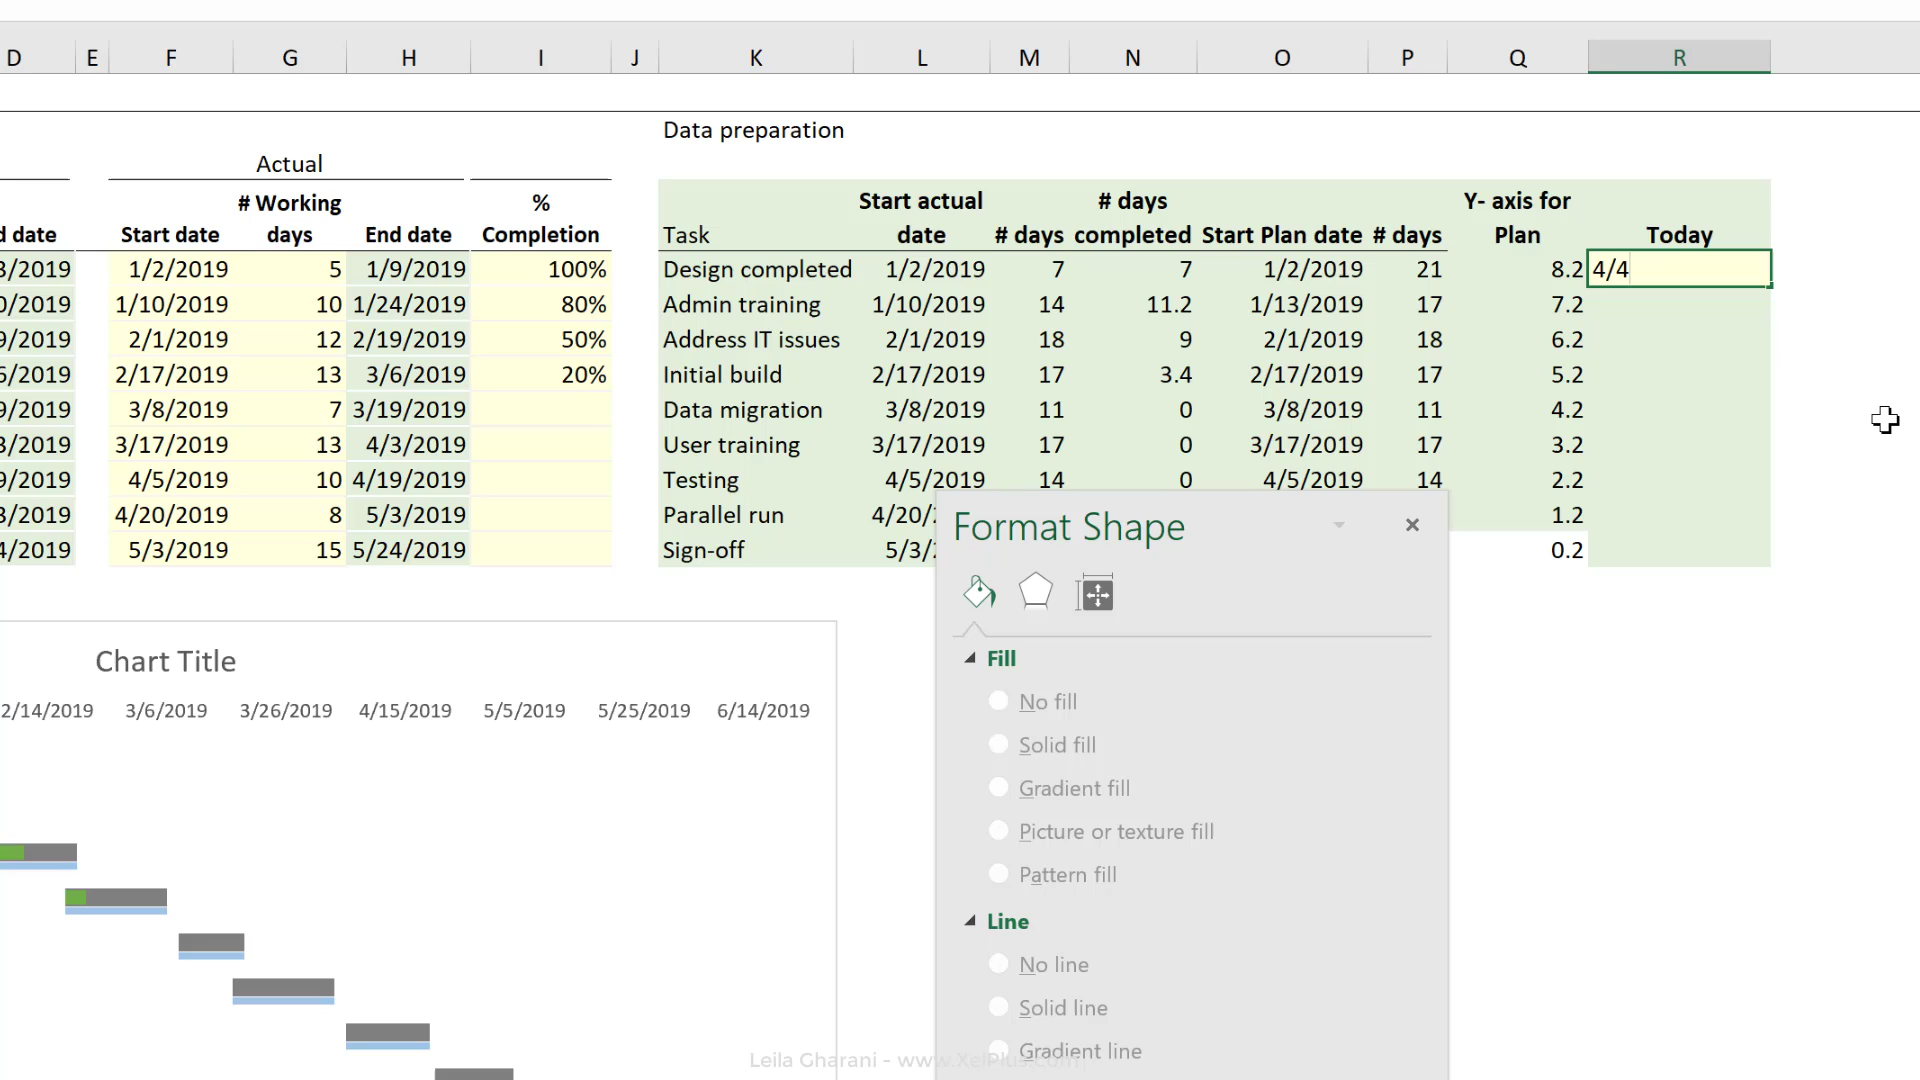 D E F G H I J K L M N O P Q R
Data preparation
Actual
# Working % Start actual # days Y- axis for
d date Start date days End date Completion Task date # days completed Start Plan date # days Plan Today
3/2019 1/2/2019 5 1/9/2019 100% Design completed 1/2/2019 7 7 1/2/2019 21 8.2 4/4
0/2019 1/10/2019 10 1/24/2019 80% Admin training 1/10/2019 14 11.2 1/13/2019 17 7.2
9/2019 2/1/2019 12 2/19/2019 50% Address IT issues 2/1/2019 18 9 2/1/2019 18 6.2
6/2019 2/17/2019 13 3/6/2019 20% Initial build 2/17/2019 17 3.4 2/17/2019 17 5.2
9/2019 3/8/2019 7 3/19/2019 Data migration 3/8/2019 11 0 3/8/2019 11 4.2
3/2019 3/17/2019 13 4/3/2019 User training 3/17/2019 17 0 3/17/2019 17 3.2
9/2019 4/5/2019 10 4/19/2019 Testing 4/5/2019 14 0 4/5/2019 14 2.2
3/2019 4/20/2019 8 5/3/2019 Parallel run 4/20/ 1.2
4/2019 5/3/2019 15 5/24/2019 Sign-off 5/3/ 0.2
Format Shape
Chart Title
2/14/2019 3/6/2019 3/26/2019 4/15/2019 5/5/2019 5/25/2019 6/14/2019
Fill
No fill
Solid fill
Gradient fill
Picture or texture fill
Pattern fill
Line
No line
Solid line
Gradient line
Leila Gharani - www.XelPlus.com